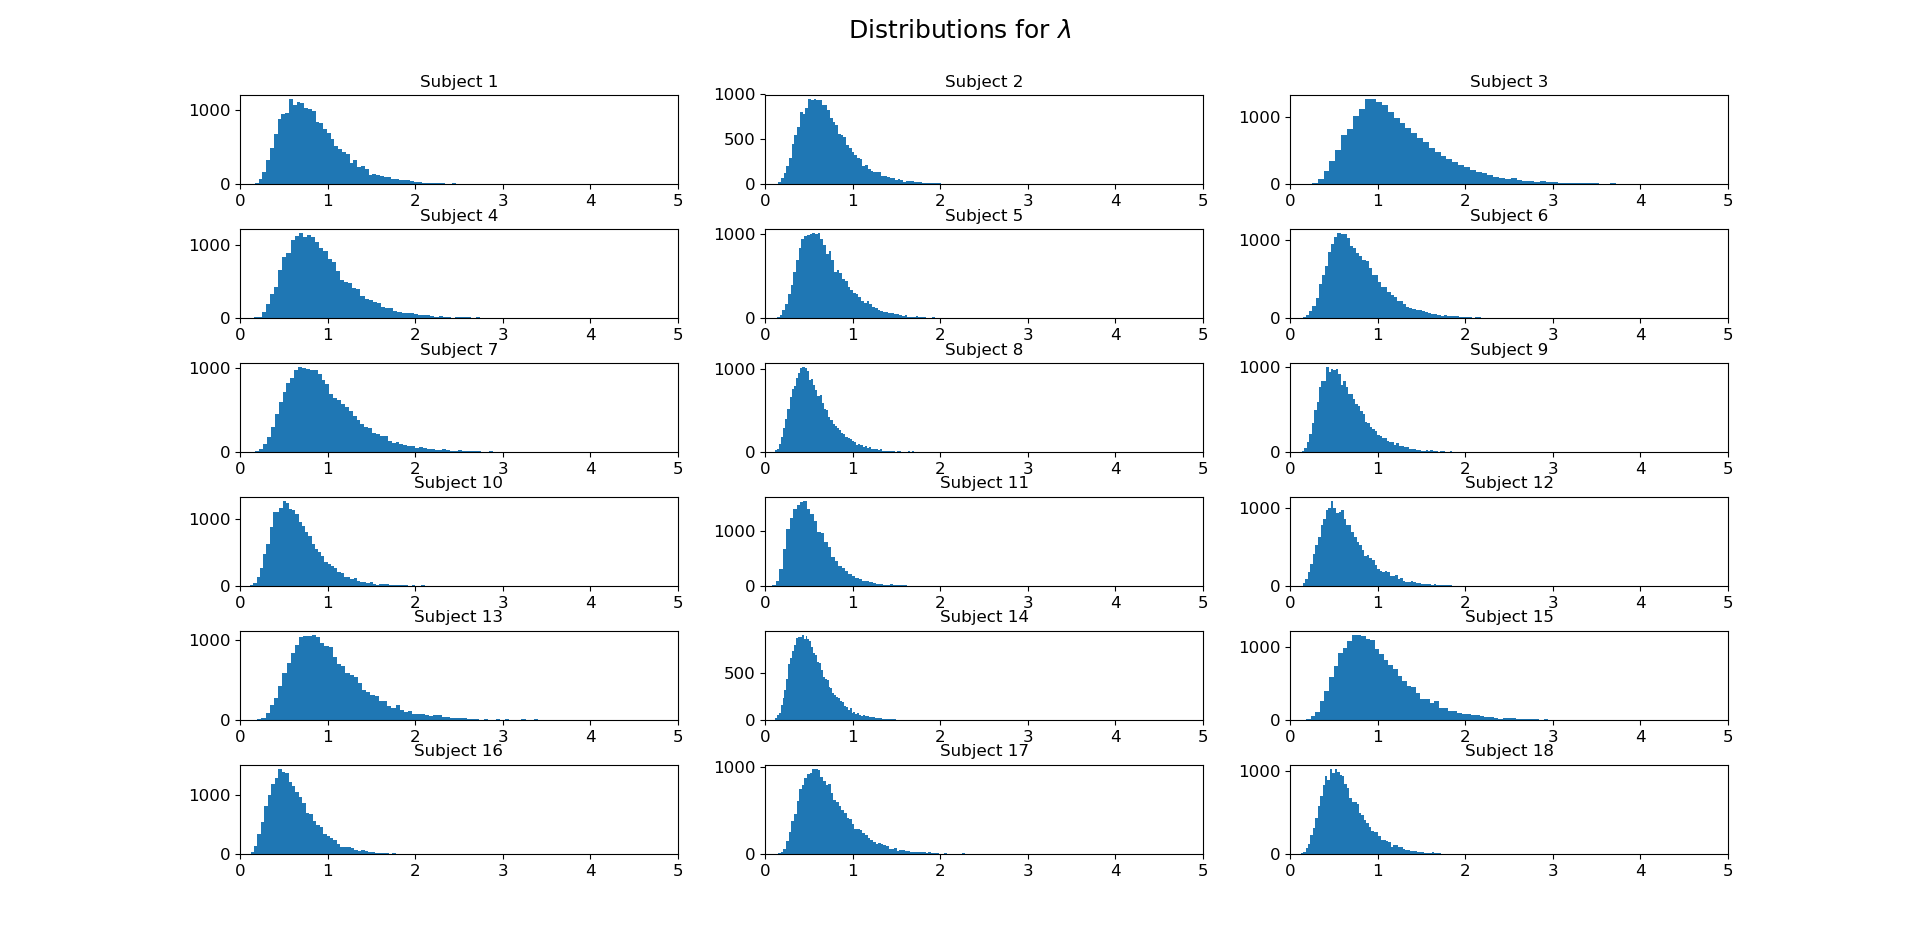 Distributions for λ
Subject 1
Subject 2
Subject 3
1000
0
0 1 2 3 4 5
1000
500
0
0 1 2 3 4 5
1000
0
0 1 2 3 4 5
Subject 4
Subject 5
Subject 6
1000
0
0 1 2 3 4 5
1000
0
0 1 2 3 4 5
1000
0
0 1 2 3 4 5
Subject 7
Subject 8
Subject 9
1000
0
0 1 2 3 4 5
1000
0
0 1 2 3 4 5
1000
0
0 1 2 3 4 5
Subject 10
Subject 11
Subject 12
1000
0
0 1 2 3 4 5
1000
0
0 1 2 3 4 5
1000
0
0 1 2 3 4 5
Subject 13
Subject 14
Subject 15
1000
0
0 1 2 3 4 5
500
0
0 1 2 3 4 5
1000
0
0 1 2 3 4 5
Subject 16
Subject 17
Subject 18
1000
0
0 1 2 3 4 5
1000
0
0 1 2 3 4 5
1000
0
0 1 2 3 4 5